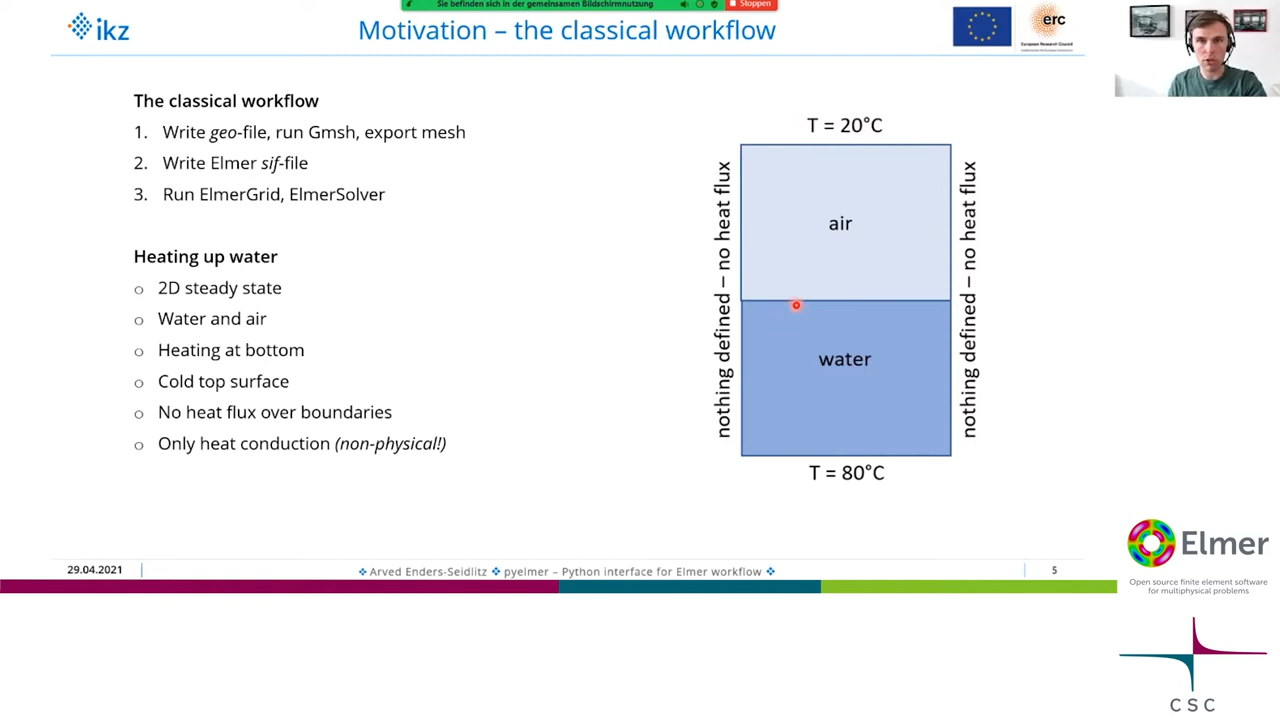 Sie befinden sich in der gemeinsamen Bildschirmnutzung
Stoppen
ikz
Motivation – the classical workflow
erc
European Research Council
The classical workflow
1. Write geo-file, run Gmsh, export mesh
2. Write Elmer sif-file
3. Run ElmerGrid, ElmerSolver
Heating up water
o 2D steady state
o Water and air
o Heating at bottom
o Cold top surface
o No heat flux over boundaries
o Only heat conduction (non-physical!)
T = 20°C
nothing defined – no heat flux
air
water
nothing defined – no heat flux
T = 80°C
29.04.2021
Arved Enders-Seidlitz ❖ pyelmer – Python interface for Elmer workflow
5
Elmer
Open source finite element software
for multiphysical problems
CSC